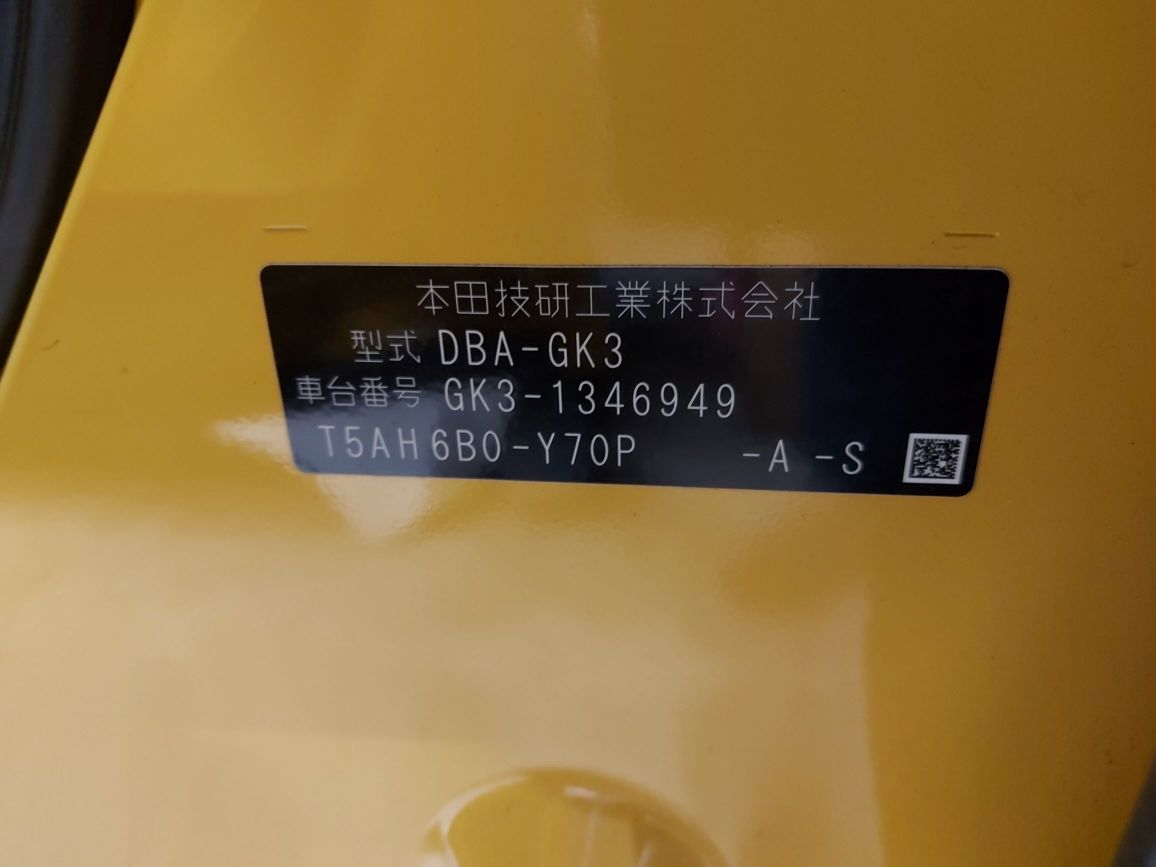 本田技研工業株式会社
型式 DBA-GK3
車台番号 GK3-1346949
T5AH6B0-Y70P -A -S